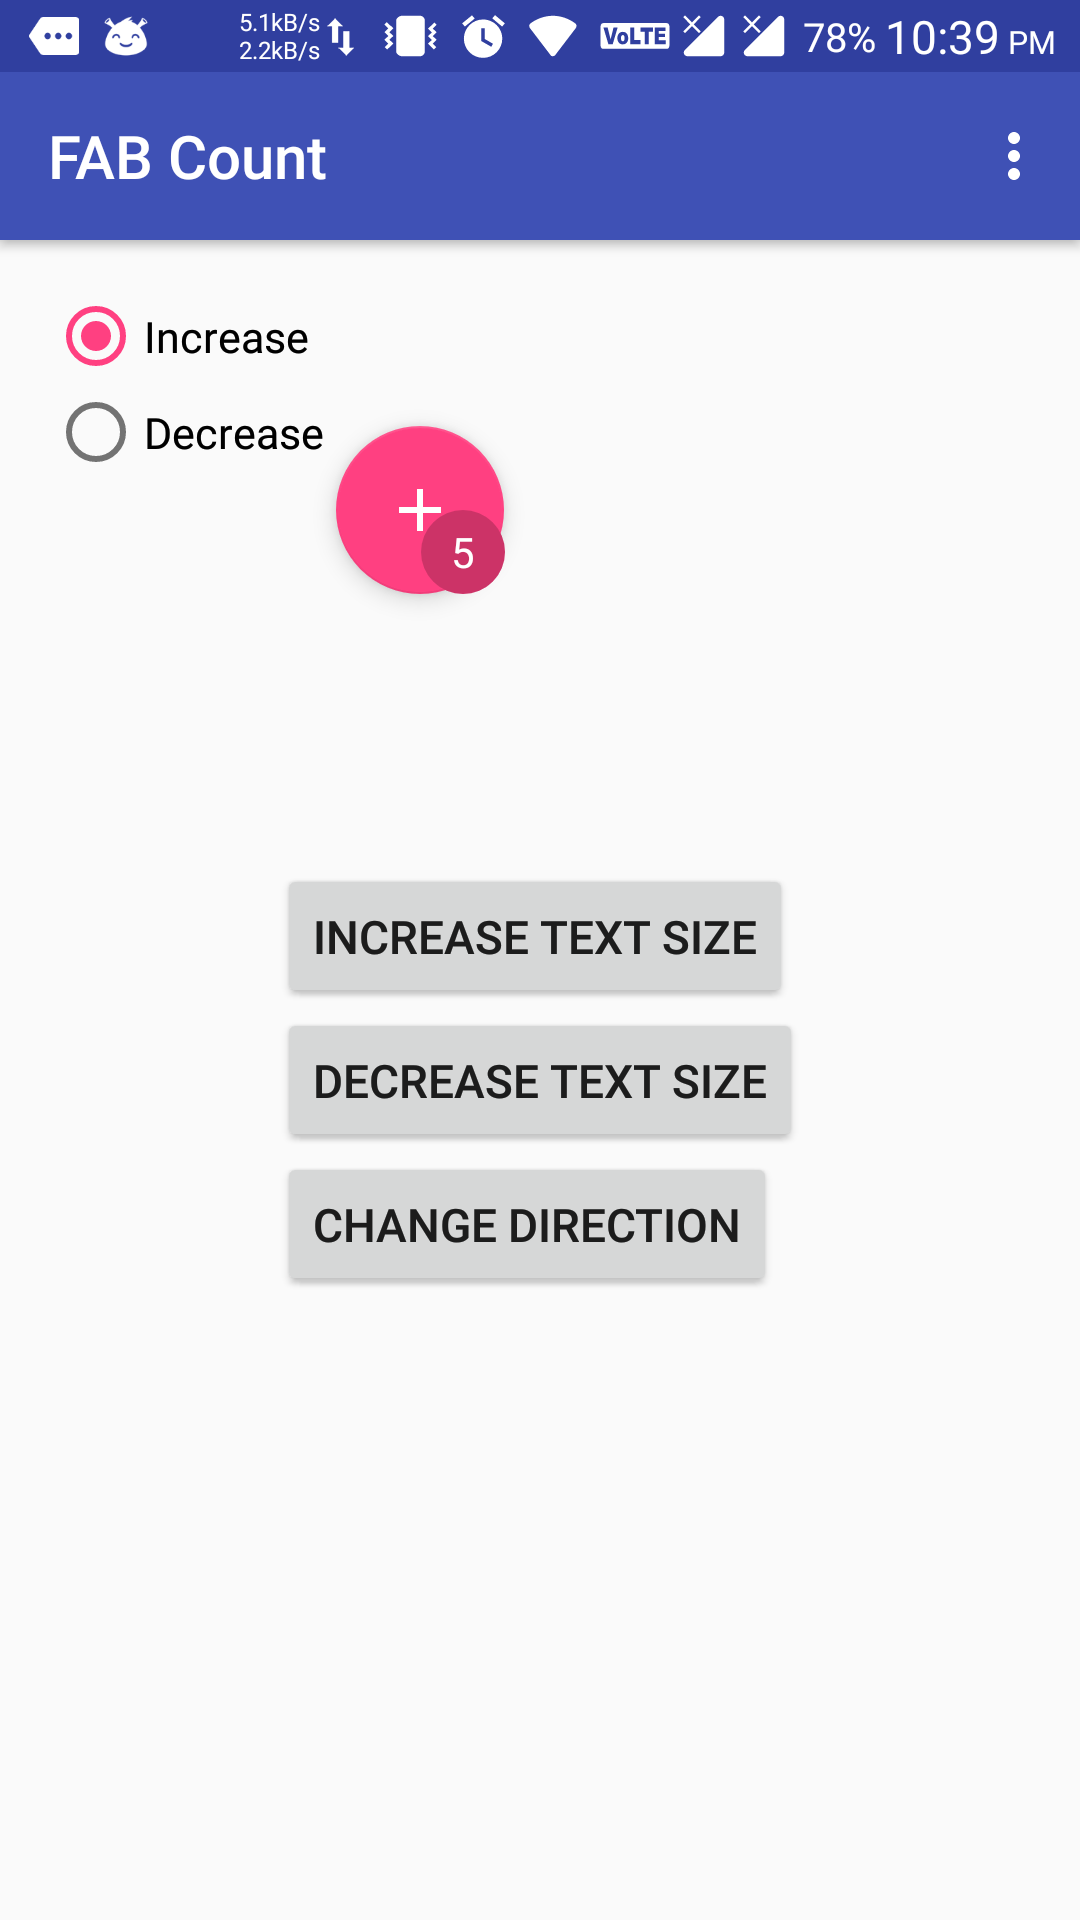 5.1kB/s
2.2kB/s
VoLTE 78% 10:39 PM
FAB Count
Increase
Decrease
5
INCREASE TEXT SIZE
DECREASE TEXT SIZE
CHANGE DIRECTION